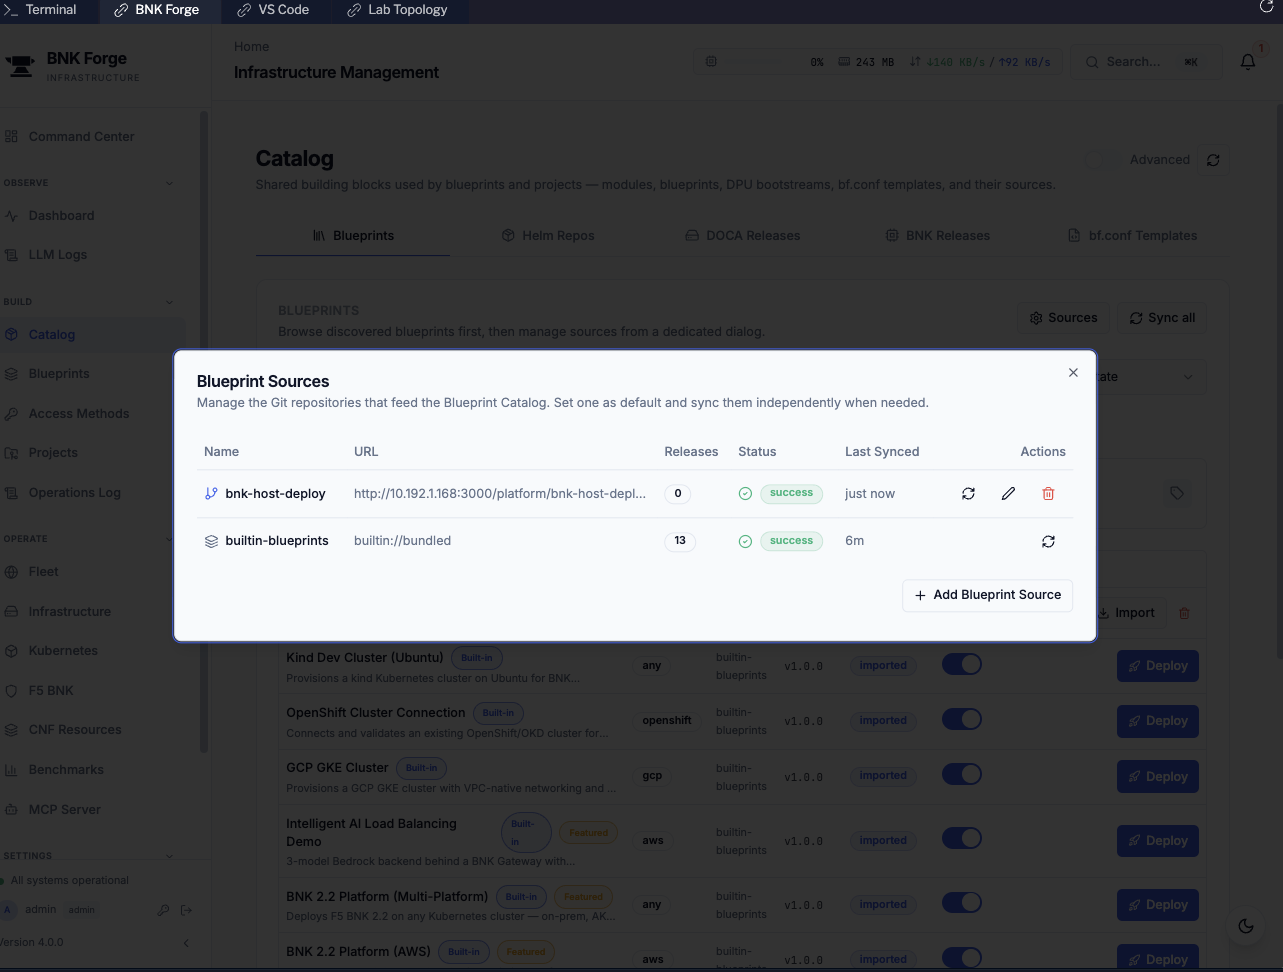 Terminal
BNK Forge
VS Code
Lab Topology
BNK Forge
INFRASTRUCTURE
Home
Infrastructure Management
0%
243 MB
4140 KB/s / ↑92 KB/s
Search...
⌘K
1
Command Center
OBSERVE
Dashboard
LLM Logs
BUILD
Catalog
Blueprints
Access Methods
Projects
Operations Log
OPERATE
Fleet
Infrastructure
Kubernetes
F5 BNK
CNF Resources
Benchmarks
MCP Server
SETTINGS
All systems operational
A
admin
admin
Version 4.0.0
Catalog
Shared building blocks used by blueprints and projects — modules, blueprints, DPU bootstreams, bf.conf templates, and their sources.
Advanced
Blueprints
Helm Repos
DOCA Releases
BNK Releases
bf.conf Templates
BLUEPRINTS
Browse discovered blueprints first, then manage sources from a dedicated dialog.
Sources
Sync all
Blueprint Sources
Manage the Git repositories that feed the Blueprint Catalog. Set one as default and sync them independently when needed.
Name URL Releases Status Last Synced Actions
bnk-host-deploy http://10.192.1.168:3000/platform/bnk-host-depl... 0 success just now
builtin-blueprints builtin://bundled 13 success 6m
+ Add Blueprint Source
Import
Kind Dev Cluster (Ubuntu) Built-in
Provisions a kind Kubernetes cluster on Ubuntu for BNK...
any
builtin-
blueprints
v1.0.0
imported
Deploy
OpenShift Cluster Connection Built-in
Connects and validates an existing OpenShift/OKD cluster for...
openshift
builtin-
blueprints
v1.0.0
imported
Deploy
GCP GKE Cluster Built-in
Provisions a GCP GKE cluster with VPC-native networking and ...
gcp
builtin-
blueprints
v1.0.0
imported
Deploy
Intelligent AI Load Balancing
Demo
Built-
in
Featured
3-model Bedrock backend behind a BNK Gateway with...
aws
builtin-
blueprints
v1.0.0
imported
Deploy
BNK 2.2 Platform (Multi-Platform) Built-in Featured
Deploys F5 BNK 2.2 on any Kubernetes cluster — on-prem, AK...
any
builtin-
blueprints
v1.0.0
imported
Deploy
BNK 2.2 Platform (AWS) Built-in Featured
aws
builtin-
v1.0.0
imported
Deploy